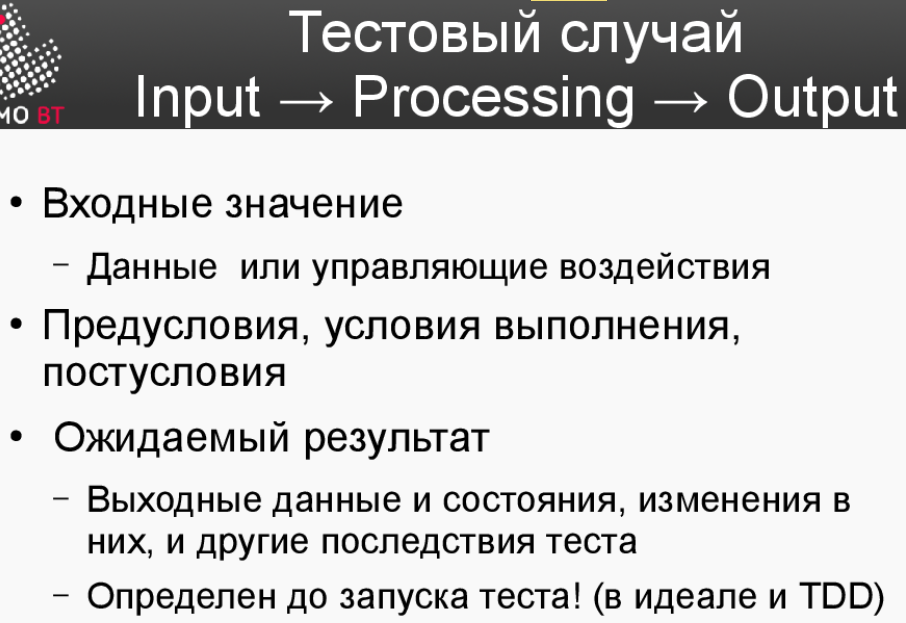 Тестовый случай
Input → Processing → Output
МО ВТ
• Входные значение
– Данные или управляющие воздействия
• Предусловия, условия выполнения,
постусловия
• Ожидаемый результат
– Выходные данные и состояния, изменения в
них, и другие последствия теста
– Определен до запуска теста! (в идеале и TDD)